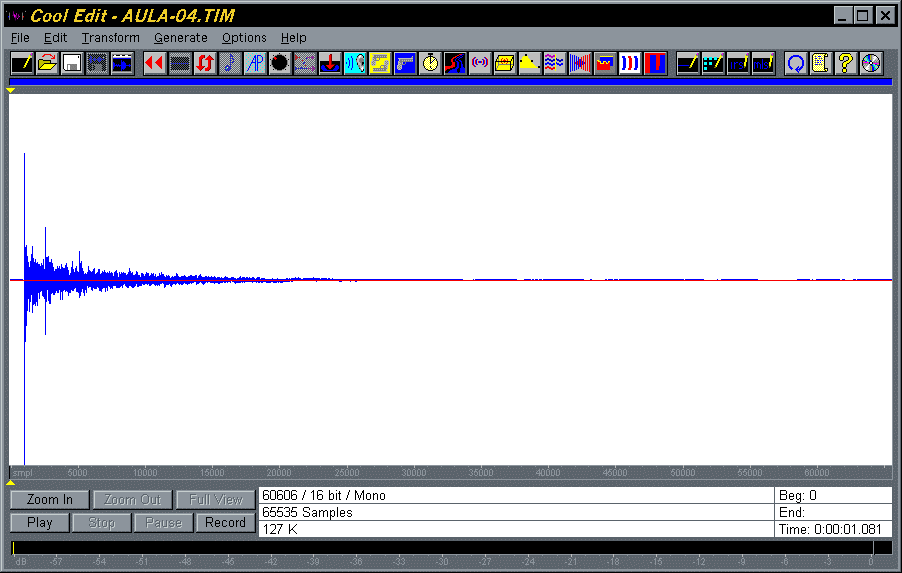 Cool Edit - AULA-04.TIM
File Edit Transform Generate Options Help
smpl 5000 10000 15000 20000 25000 30000 35000 40000 45000 50000 55000 60000
Zoom In Zoom Out Full View 60606 / 16 bit / Mono Beg: 0
65535 Samples End:
Play Stop Pause Record 127 K Time: 0:00:01.081
dB -57 -54 -51 -48 -45 -42 -39 -36 -33 -30 -27 -24 -21 -18 -15 -12 -9 -6 -3 0